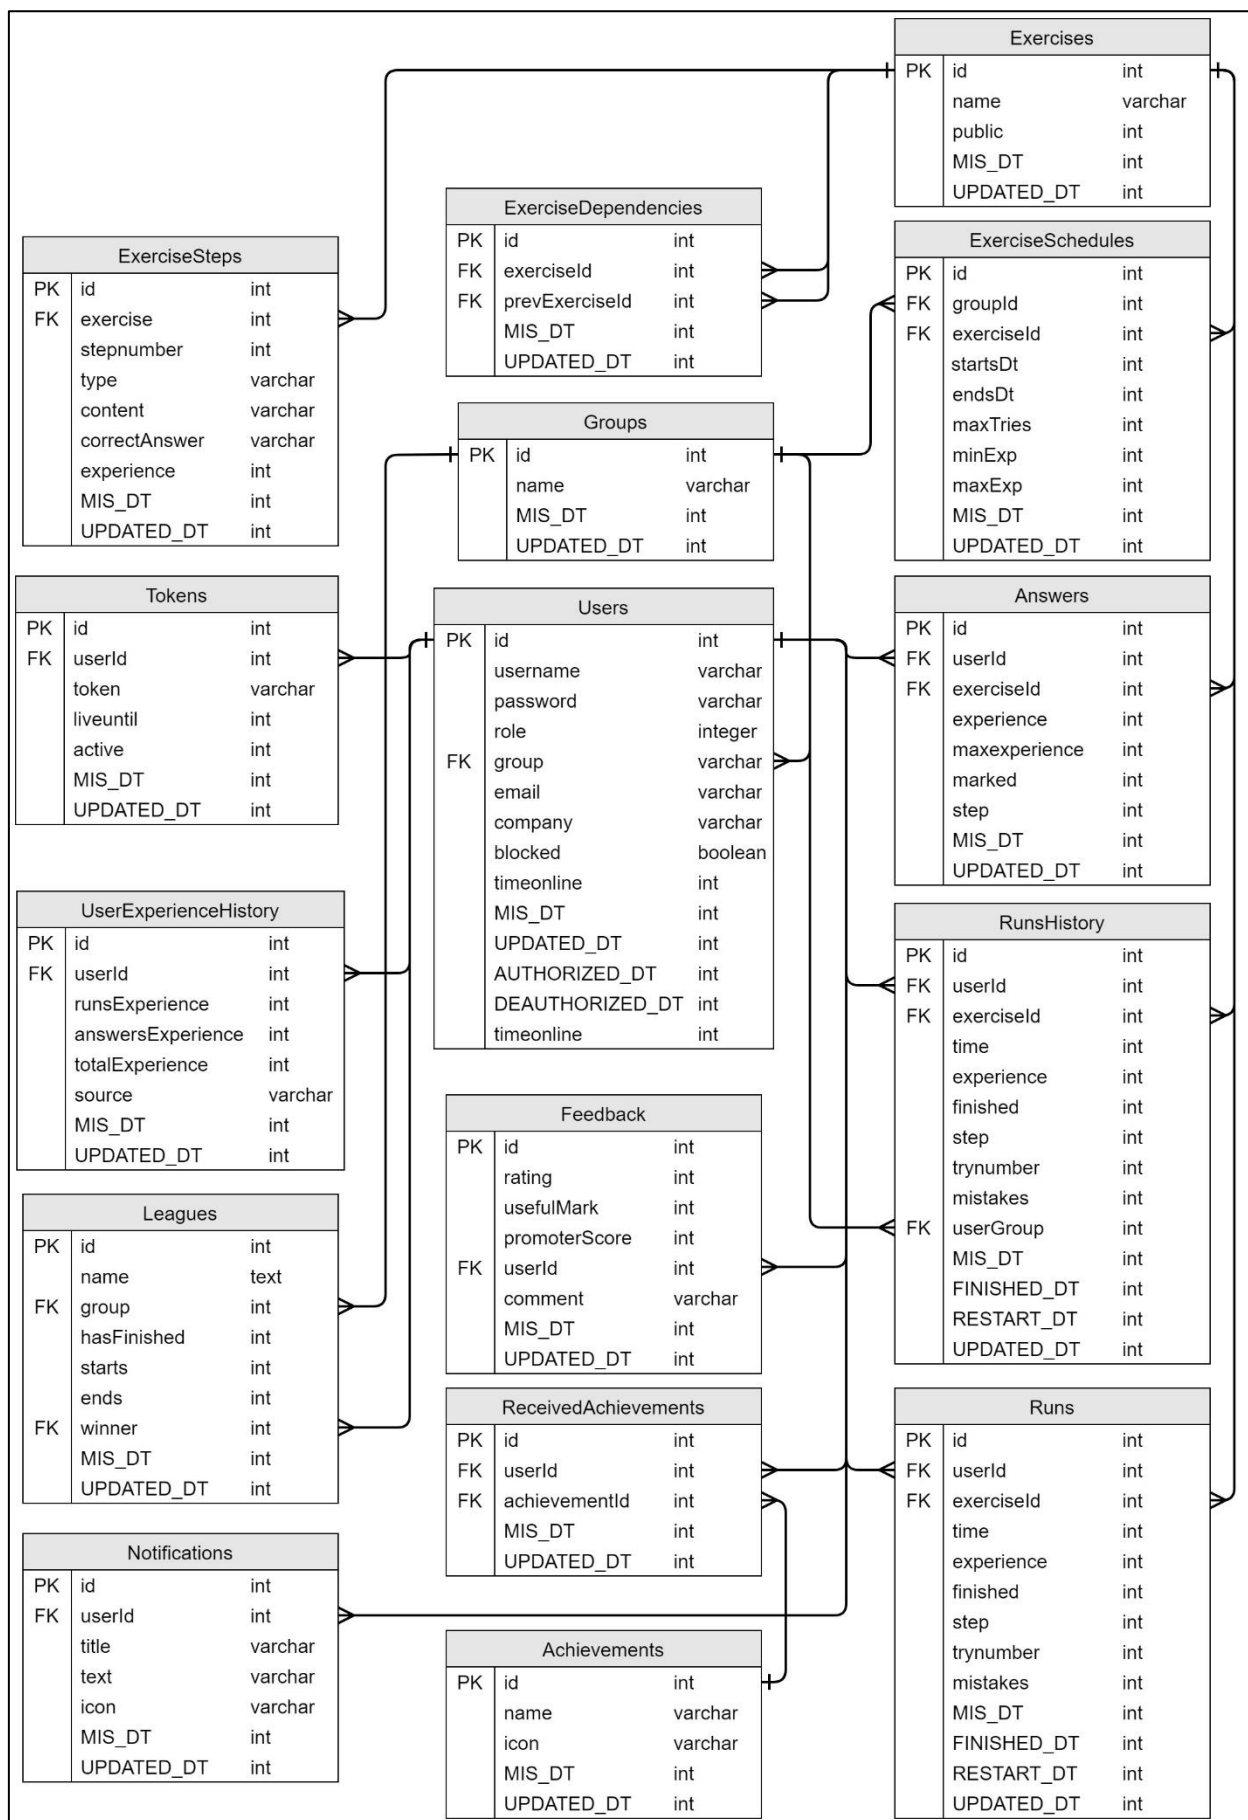 Exercises
PK id int
name varchar
public int
MIS_DT int
UPDATED_DT int
ExerciseDependencies
PK id int
FK exerciseId int
FK prevExerciseId int
MIS_DT int
UPDATED_DT int
ExerciseSchedules
PK id int
FK groupId int
FK exerciseId int
startsDt int
endsDt int
maxTries int
minExp int
maxExp int
MIS_DT int
UPDATED_DT int
ExerciseSteps
PK id int
FK exercise int
stepnumber int
type varchar
content varchar
correctAnswer varchar
experience int
MIS_DT int
UPDATED_DT int
Groups
PK id int
name varchar
MIS_DT int
UPDATED_DT int
Tokens
PK id int
FK userId int
token varchar
liveuntil int
active int
MIS_DT int
UPDATED_DT int
Users
PK id int
username varchar
password varchar
role integer
FK group varchar
email varchar
company varchar
blocked boolean
timeonline int
MIS_DT int
UPDATED_DT int
AUTHORIZED_DT int
DEAUTHORIZED_DT int
timeonline int
Answers
PK id int
FK userId int
FK exerciseId int
experience int
maxexperience int
marked int
step int
MIS_DT int
UPDATED_DT int
UserExperienceHistory
PK id int
FK userId int
runsExperience int
answersExperience int
totalExperience int
source varchar
MIS_DT int
UPDATED_DT int
RunsHistory
PK id int
FK userId int
FK exerciseId int
time int
experience int
finished int
step int
trynumber int
mistakes int
FK userGroup int
MIS_DT int
FINISHED_DT int
RESTART_DT int
UPDATED_DT int
Feedback
PK id int
rating int
usefulMark int
promoterScore int
FK userId int
comment varchar
MIS_DT int
UPDATED_DT int
Leagues
PK id int
name text
FK group int
hasFinished int
starts int
ends int
FK winner int
MIS_DT int
UPDATED_DT int
ReceivedAchievements
PK id int
FK userId int
FK achievementId int
MIS_DT int
UPDATED_DT int
Runs
PK id int
FK userId int
FK exerciseId int
time int
experience int
finished int
step int
trynumber int
mistakes int
MIS_DT int
FINISHED_DT int
RESTART_DT int
UPDATED_DT int
Notifications
PK id int
FK userId int
title varchar
text varchar
icon varchar
MIS_DT int
UPDATED_DT int
Achievements
PK id int
name varchar
icon varchar
MIS_DT int
UPDATED_DT int